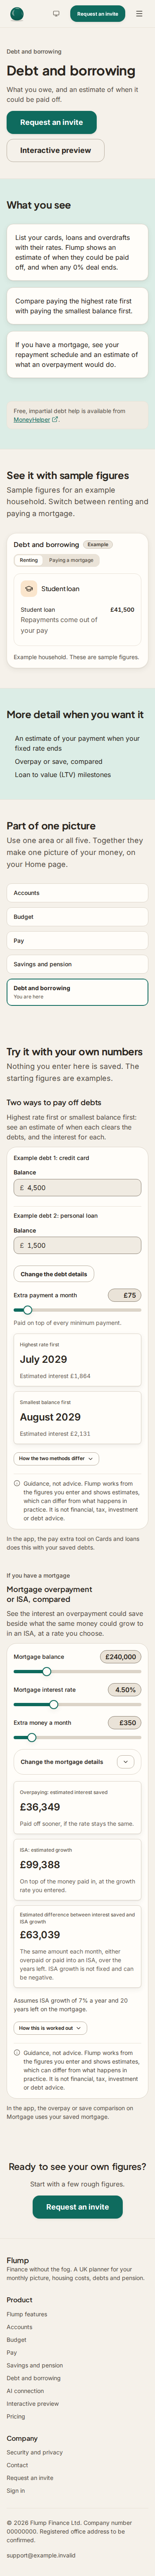 Request an invite
Debt and borrowing
Debt and borrowing
What you owe, and an estimate of when it
could be paid off.
Request an invite
Interactive preview
What you see
List your cards, loans and overdrafts
with their rates. Flump shows an
estimate of when they could be paid
off, and when any 0% deal ends.
Compare paying the highest rate first
with paying the smallest balance first.
If you have a mortgage, see your
repayment schedule and an estimate of
what an overpayment would do.
Free, impartial debt help is available from
MoneyHelper.
See it with sample figures
Sample figures for an example
household. Switch between renting and
paying a mortgage.
Debt and borrowing Example
Renting Paying a mortgage
Student loan
Student loan £41,500
Repayments come out of
your pay
Example household. These are sample figures.
More detail when you want it
An estimate of your payment when your
fixed rate ends
Overpay or save, compared
Loan to value (LTV) milestones
Part of one picture
Use one area or all five. Together they
make one picture of your money, on
your Home page.
Accounts
Budget
Pay
Savings and pension
Debt and borrowing
You are here
Try it with your own numbers
Nothing you enter here is saved. The
starting figures are examples.
Two ways to pay off debts
Highest rate first or smallest balance first:
see an estimate of when each clears the
debts, and the interest for each.
Example debt 1: credit card
Balance
£ 4,500
Example debt 2: personal loan
Balance
£ 1,500
Change the debt details
Extra payment a month £75
Paid on top of every minimum payment.
Highest rate first
July 2029
Estimated interest £1,864
Smallest balance first
August 2029
Estimated interest £2,131
How the two methods differ
Guidance, not advice. Flump works from
the figures you enter and shows estimates,
which can differ from what happens in
practice. It is not financial, tax, investment
or debt advice.
In the app, the pay extra tool on Cards and loans
does this with your saved debts.
If you have a mortgage
Mortgage overpayment
or ISA, compared
See the interest an overpayment could save
beside what the same money could grow to
in an ISA, at a rate you choose.
Mortgage balance £240,000
Mortgage interest rate 4.50%
Extra money a month £350
Change the mortgage details
Overpaying: estimated interest saved
£36,349
Paid off sooner, if the rate stays the same.
ISA: estimated growth
£99,388
On top of the money paid in, at the growth
rate you entered.
Estimated difference between interest saved and
ISA growth
£63,039
The same amount each month, either
overpaid or paid into an ISA, over the
years left. ISA growth is not fixed and can
be negative.
Assumes ISA growth of 7% a year and 20
years left on the mortgage.
How this is worked out
Guidance, not advice. Flump works from
the figures you enter and shows estimates,
which can differ from what happens in
practice. It is not financial, tax, investment
or debt advice.
In the app, the overpay or save comparison on
Mortgage uses your saved mortgage.
Ready to see your own figures?
Start with a few rough figures.
Request an invite
Flump
Finance without the fog. A UK planner for your
monthly picture, housing costs, debts and pension.
Product
Flump features
Accounts
Budget
Pay
Savings and pension
Debt and borrowing
AI connection
Interactive preview
Pricing
Company
Security and privacy
Contact
Request an invite
Sign in
© 2026 Flump Finance Ltd. Company number
00000000. Registered office address to be
confirmed.
support@example.invalid